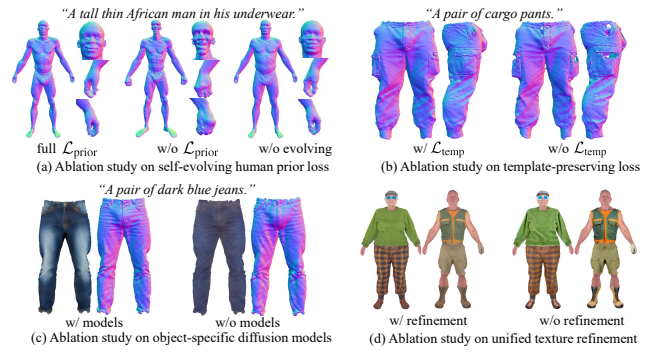 “A tall thin African man in his underwear.”
full ℒprior
w/o ℒprior
w/o evolving
(a) Ablation study on self-evolving human prior loss
“A pair of cargo pants.”
w/ ℒtemp
w/o ℒtemp
(b) Ablation study on template-preserving loss
“A pair of dark blue jeans.”
w/ models
w/o models
(c) Ablation study on object-specific diffusion models
w/ refinement
w/o refinement
(d) Ablation study on unified texture refinement